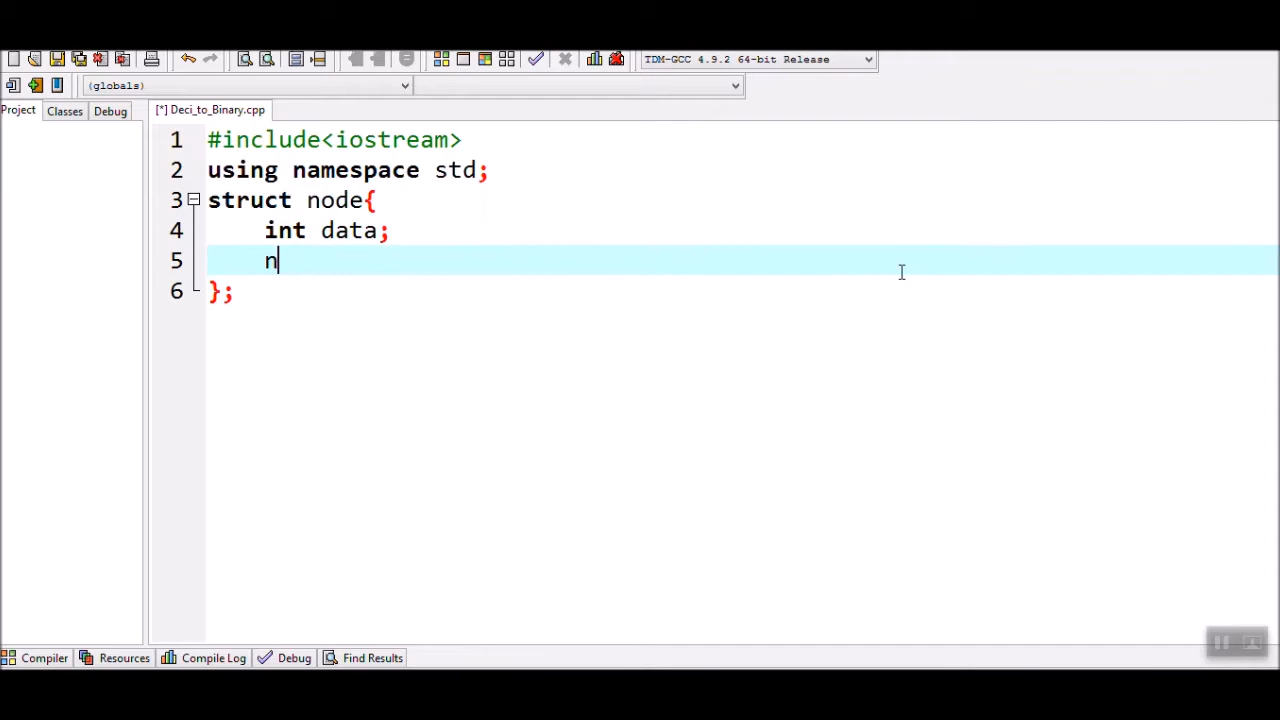 TDM-GCC 4.9.2 64-bit Release
(globals)
Project Classes Debug [*] Deci_to_Binary.cpp
1 #include<iostream>
2 using namespace std;
3 struct node{
4 int data;
5 n
6 };
Compiler Resources Compile Log Debug Find Results